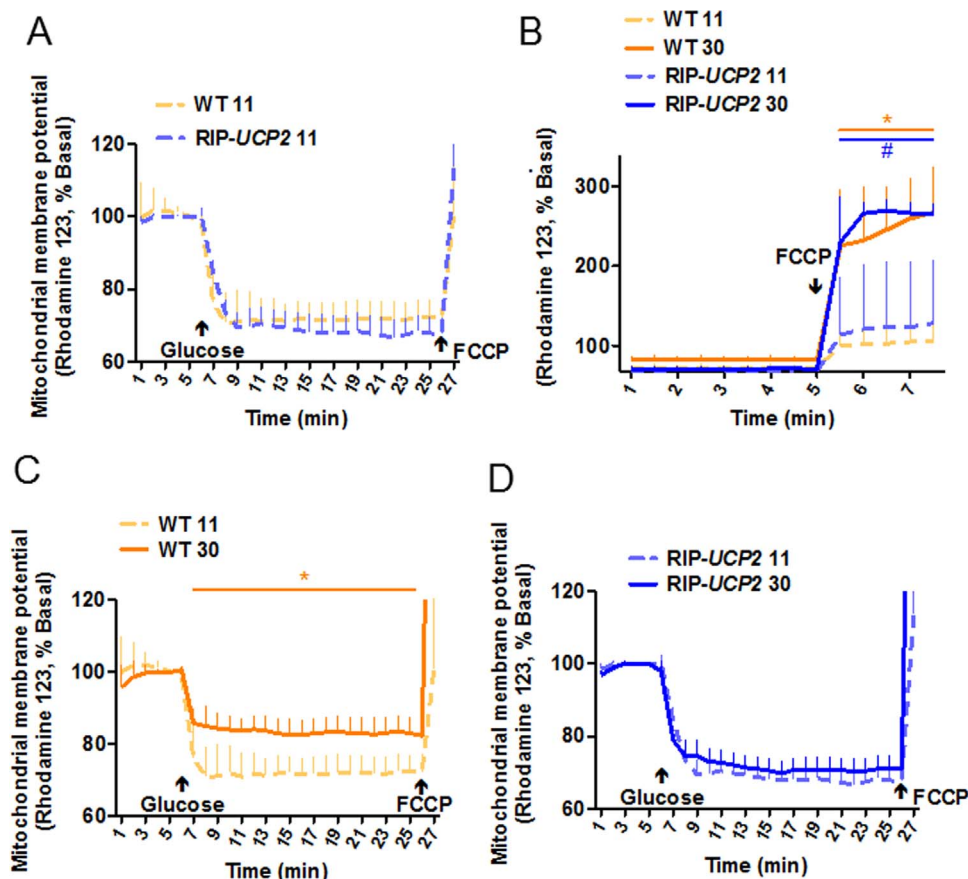 A
WT 11
RIP-UCP2 11
Mitochondrial membrane potential
(Rhodamine 123, % Basal)
120
100
80
60
Glucose
FCCP
1
3
5
7
9
11
13
15
17
19
21
23
25
27
Time (min)
B
WT 11
WT 30
RIP-UCP2 11
RIP-UCP2 30
(Rhodamine 123, % Basal)
*
#
300
200
100
FCCP
1
2
3
4
5
6
7
Time (min)
C
WT 11
WT 30
Mitochondrial membrane potential
(Rhodamine 123, % Basal)
*
120
100
80
60
Glucose
FCCP
1
3
5
7
9
11
13
15
17
19
21
23
25
27
Time (min)
D
RIP-UCP2 11
RIP-UCP2 30
Mitochondrial membrane potential
(Rhodamine 123, % Basal)
120
100
80
60
Glucose
FCCP
1
3
5
7
9
11
13
15
17
19
21
23
25
27
Time (min)